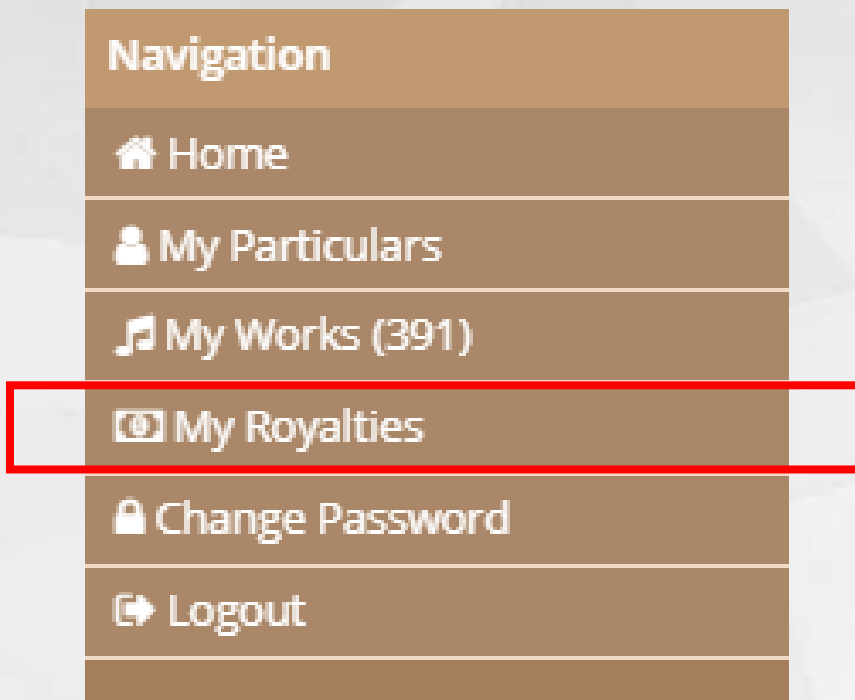 Navigation
Home
My Particulars
My Works (391)
My Royalties
Change Password
Logout